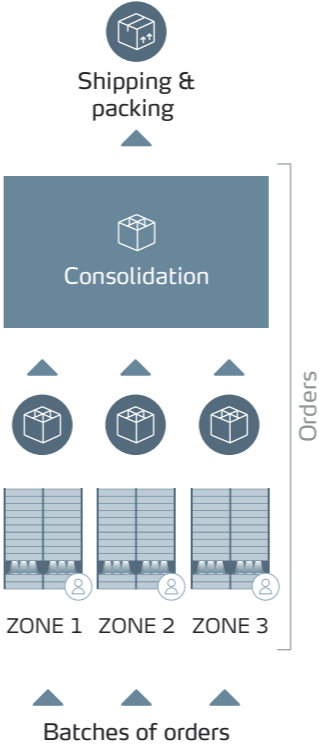 Shipping &
packing
Consolidation
Orders
ZONE 1 ZONE 2 ZONE 3
Batches of orders